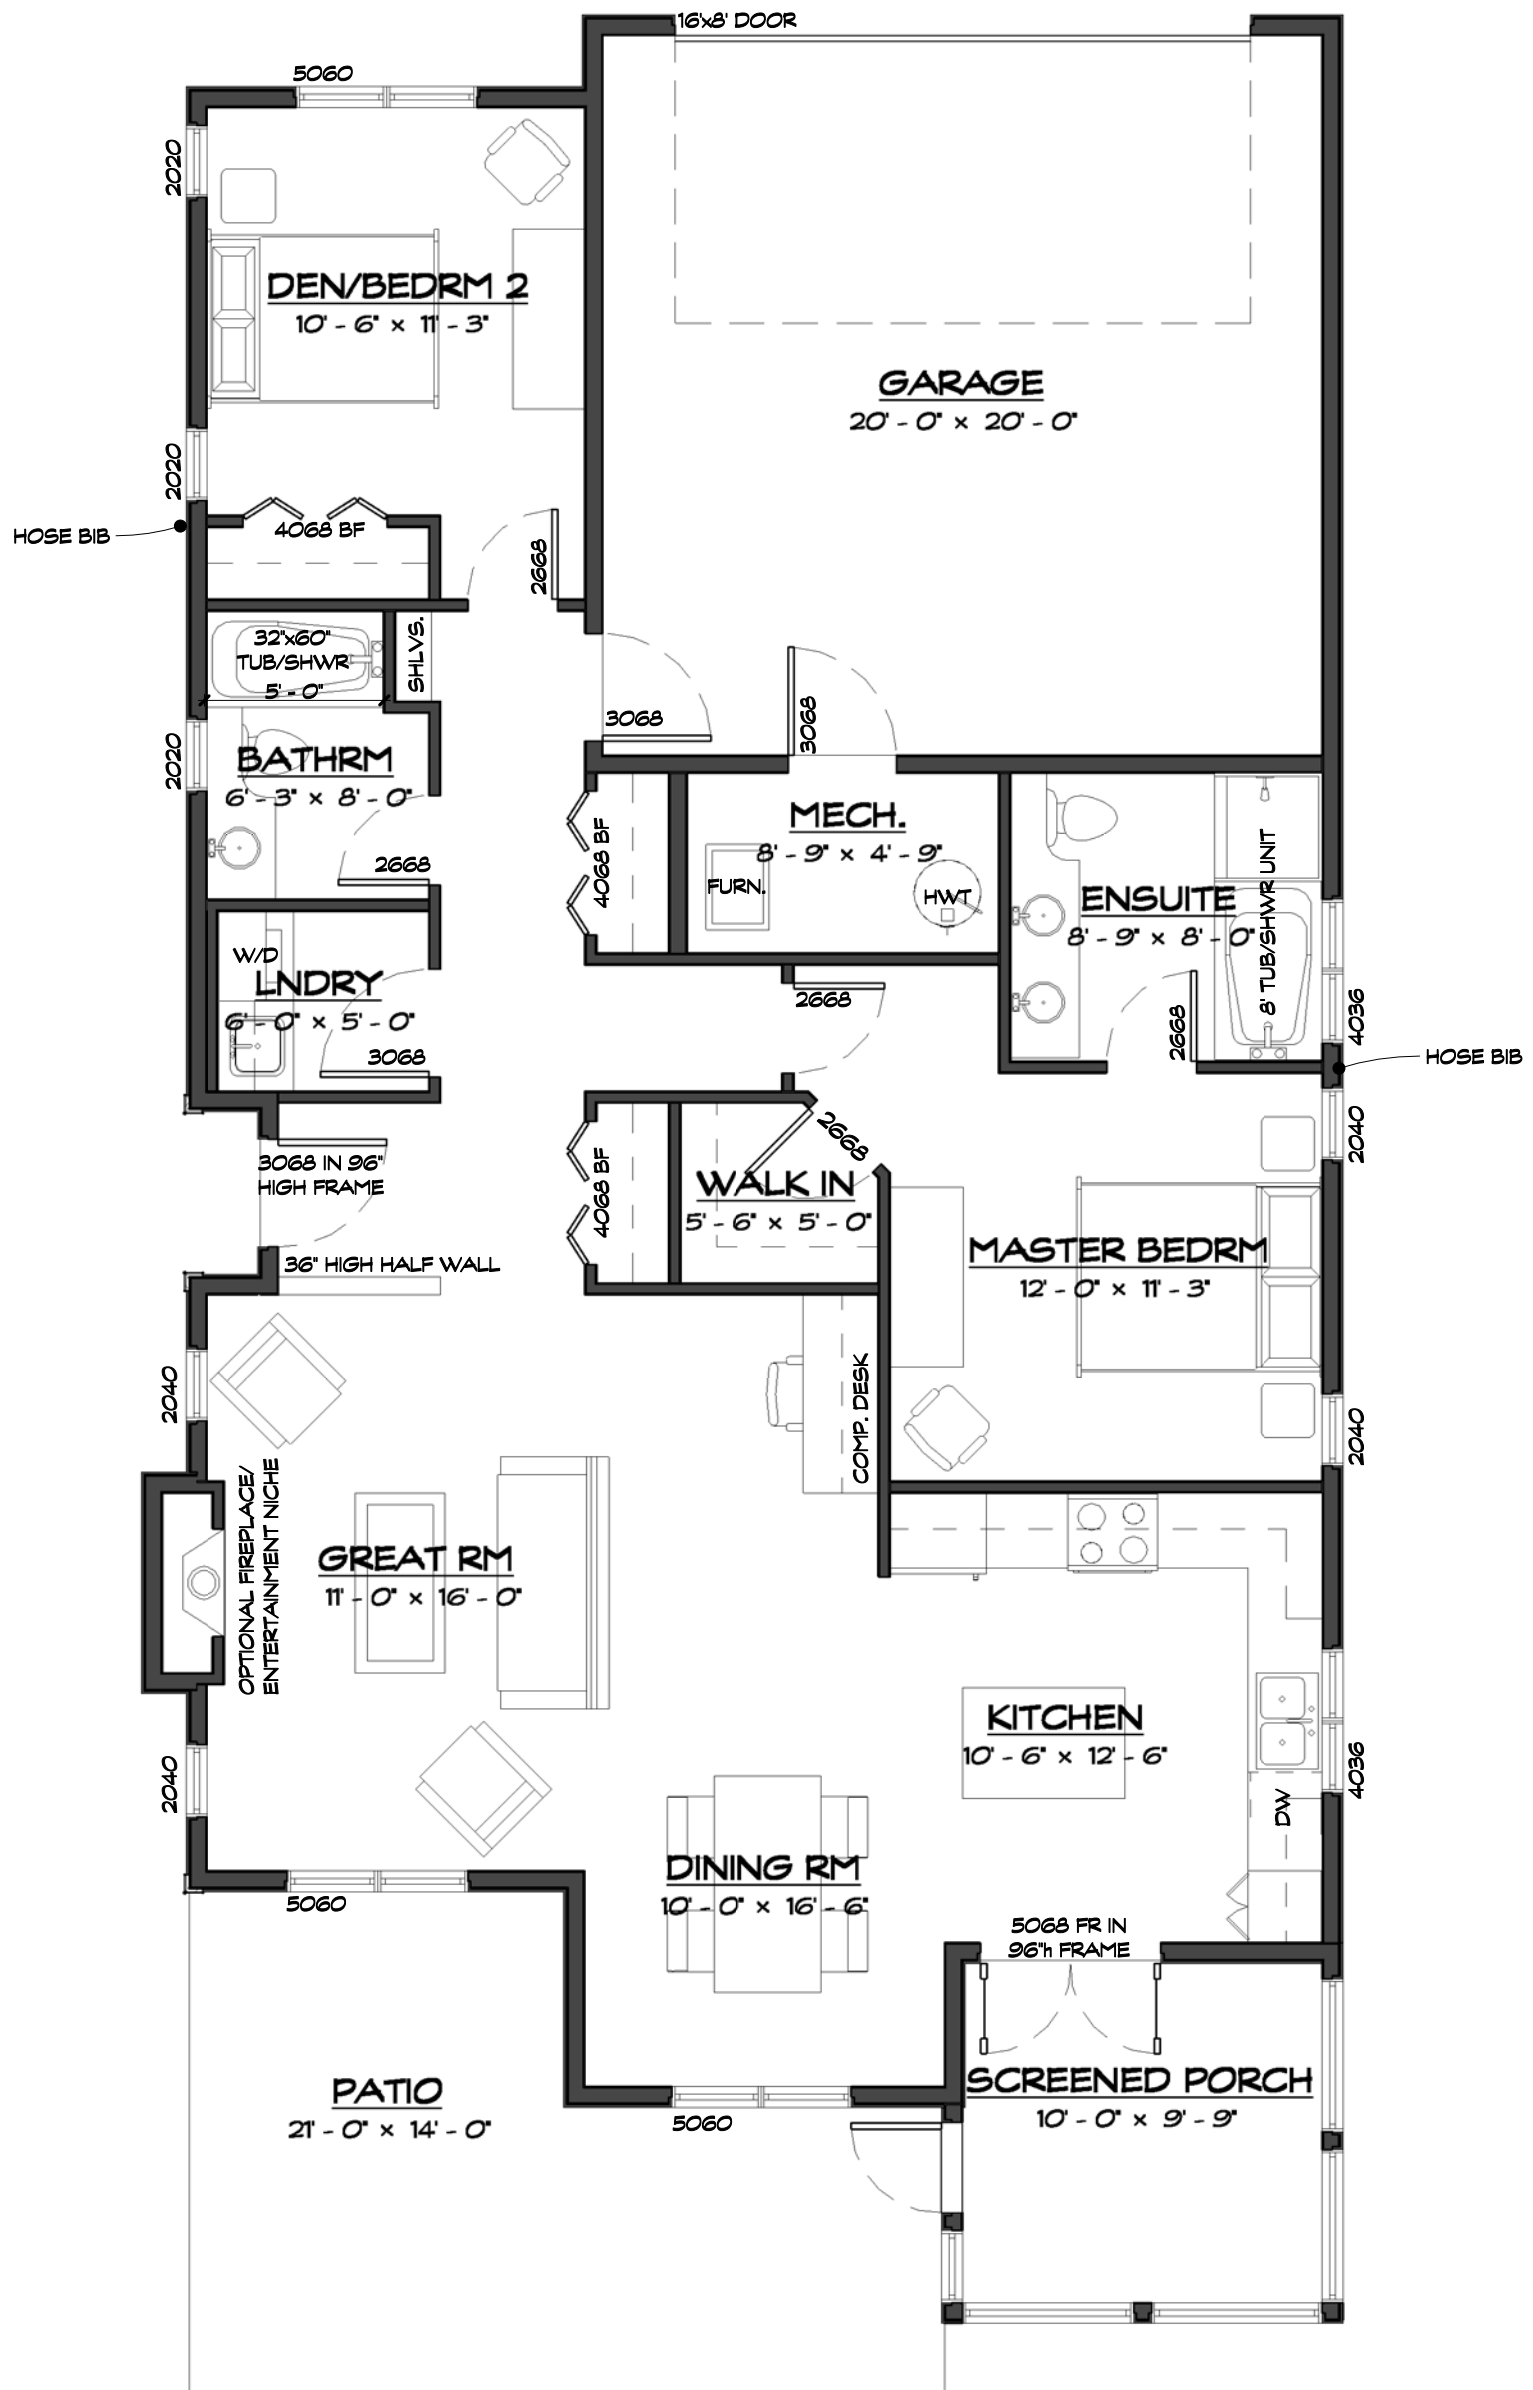 16'x8' DOOR
5060
2020
DEN/BEDRM 2
10' - 6" x 11' - 3"
GARAGE
20' - 0" x 20' - 0"
2020
HOSE BIB
4068 BF
2668
32"x60"
TUB/SHWR
5' - 0"
SHLVS.
3068
3068
2020
BATHRM
6' - 3" x 8' - 0"
2668
4068 BF
MECH.
8' - 9" x 4' - 9"
FURN.
HWT
ENSUITE
8' - 9" x 8' - 0"
8' TUB/SHWR UNIT
W/D
LNDRY
6' - 0" x 5' - 0"
3068
2668
2668
4036
HOSE BIB
2040
3068 IN 96"
HIGH FRAME
4068 BF
2668
WALK IN
5' - 6" x 5' - 0"
36" HIGH HALF WALL
MASTER BEDRM
12' - 0" x 11' - 3"
2040
COMP. DESK
2040
OPTIONAL FIREPLACE/
ENTERTAINMENT NICHE
GREAT RM
11' - 0" x 16' - 0"
KITCHEN
10' - 6" x 12' - 6"
4036
2040
DW
DINING RM
10' - 0" x 16' - 6"
5060
5068 FR IN
96"h FRAME
PATIO
21' - 0" x 14' - 0"
5060
SCREENED PORCH
10' - 0" x 9' - 9"